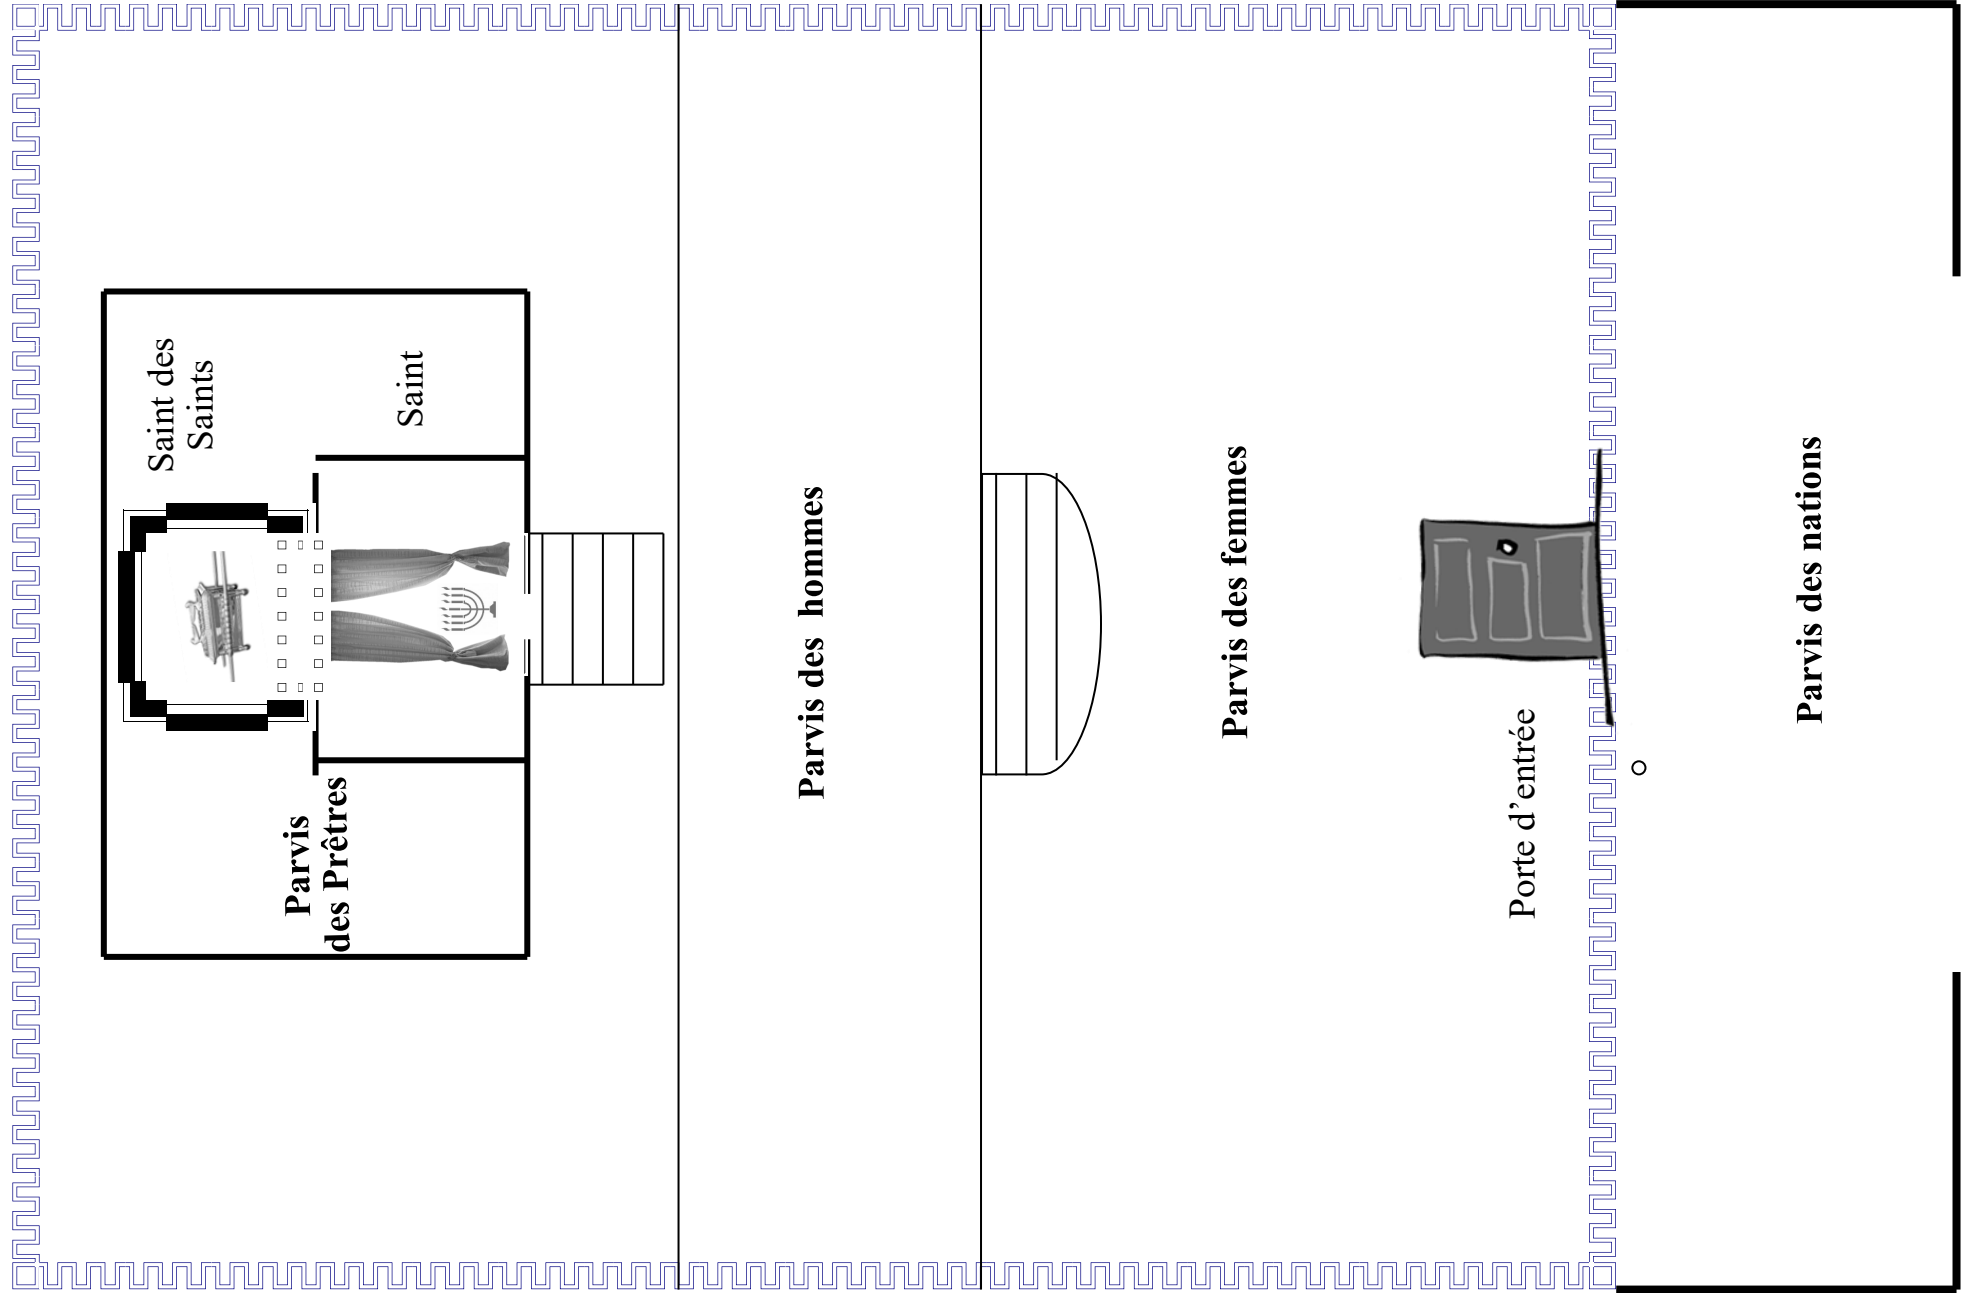 Saint des
Saints
Saint
Parvis
des Prêtres
Parvis des hommes
Parvis des femmes
Porte d’entrée
Parvis des nations